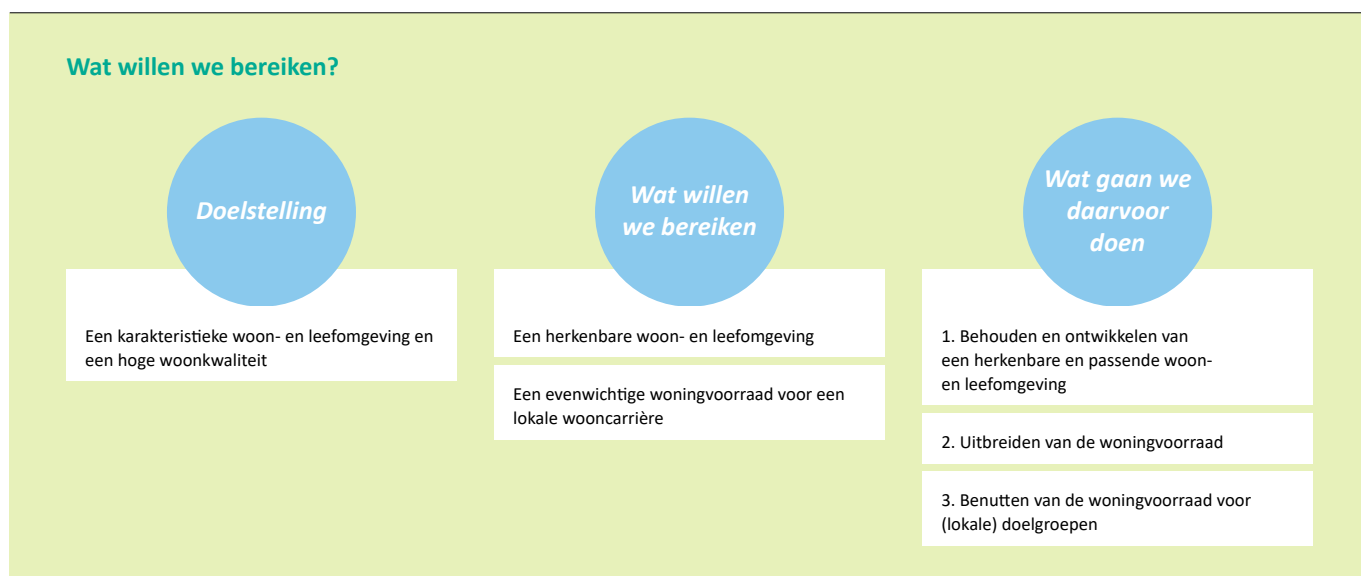 Wat willen we bereiken?
Doelstelling
Een karakteristieke woon- en leefomgeving en
een hoge woonkwaliteit
Wat willen
we bereiken
Een herkenbare woon- en leefomgeving
Een evenwichtige woningvoorraad voor een
lokale wooncarrière
Wat gaan we
daarvoor
doen
1. Behouden en ontwikkelen van
een herkenbare en passende woon-
en leefomgeving
2. Uitbreiden van de woningvoorraad
3. Benutten van de woningvoorraad voor
(lokale) doelgroepen